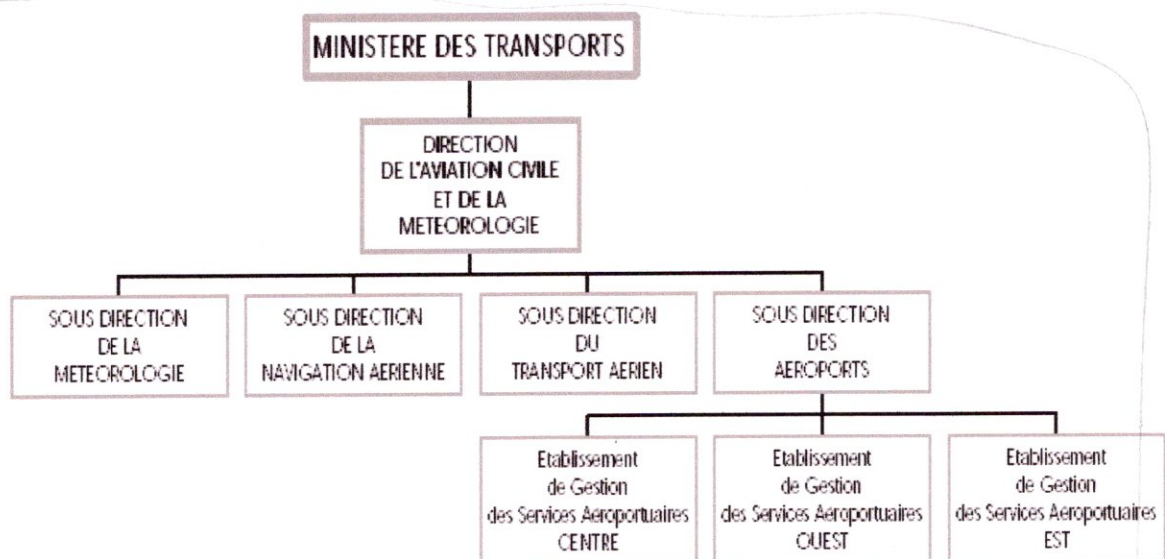 MINISTERE DES TRANSPORTS
DIRECTION
DE L'AVIATION CIVILE
ET DE LA
METEOROLOGIE
SOUS DIRECTION
DE LA
METEOROLOGIE
SOUS DIRECTION
DE LA
NAVIGATION AERIENNE
SOUS DIRECTION
DU
TRANSPORT AERIEN
SOUS DIRECTION
DES
AEROPORTS
Etablissement
de Gestion
des Services Aeroportuaires
CENTRE
Etablissement
de Gestion
des Services Aeroportuaires
OUEST
Etablissement
de Gestion
des Services Aeroportuaires
EST